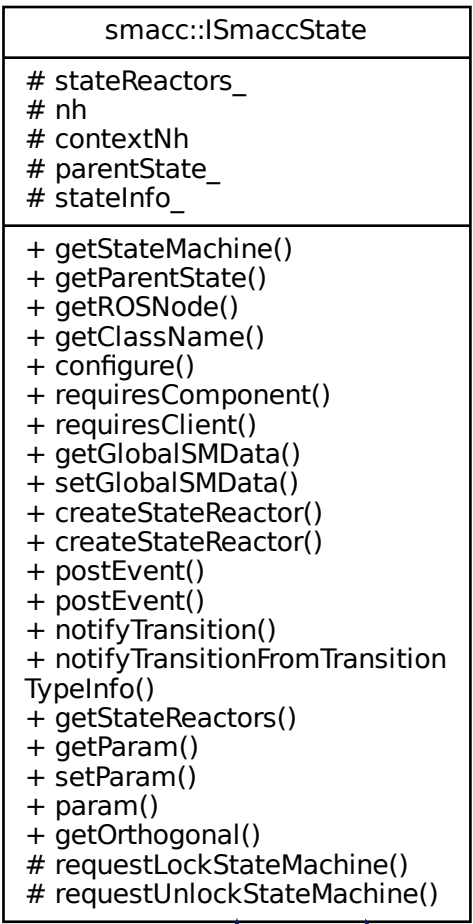 smacc::ISmaccState
# stateReactors_
# nh
# contextNh
# parentState_
# stateInfo_
+ getStateMachine()
+ getParentState()
+ getROSNode()
+ getClassName()
+ configure()
+ requiresComponent()
+ requiresClient()
+ getGlobalSMData()
+ setGlobalSMData()
+ createStateReactor()
+ createStateReactor()
+ postEvent()
+ postEvent()
+ notifyTransition()
+ notifyTransitionFromTransition
TypeInfo()
+ getStateReactors()
+ getParam()
+ setParam()
+ param()
+ getOrthogonal()
# requestLockStateMachine()
# requestUnlockStateMachine()